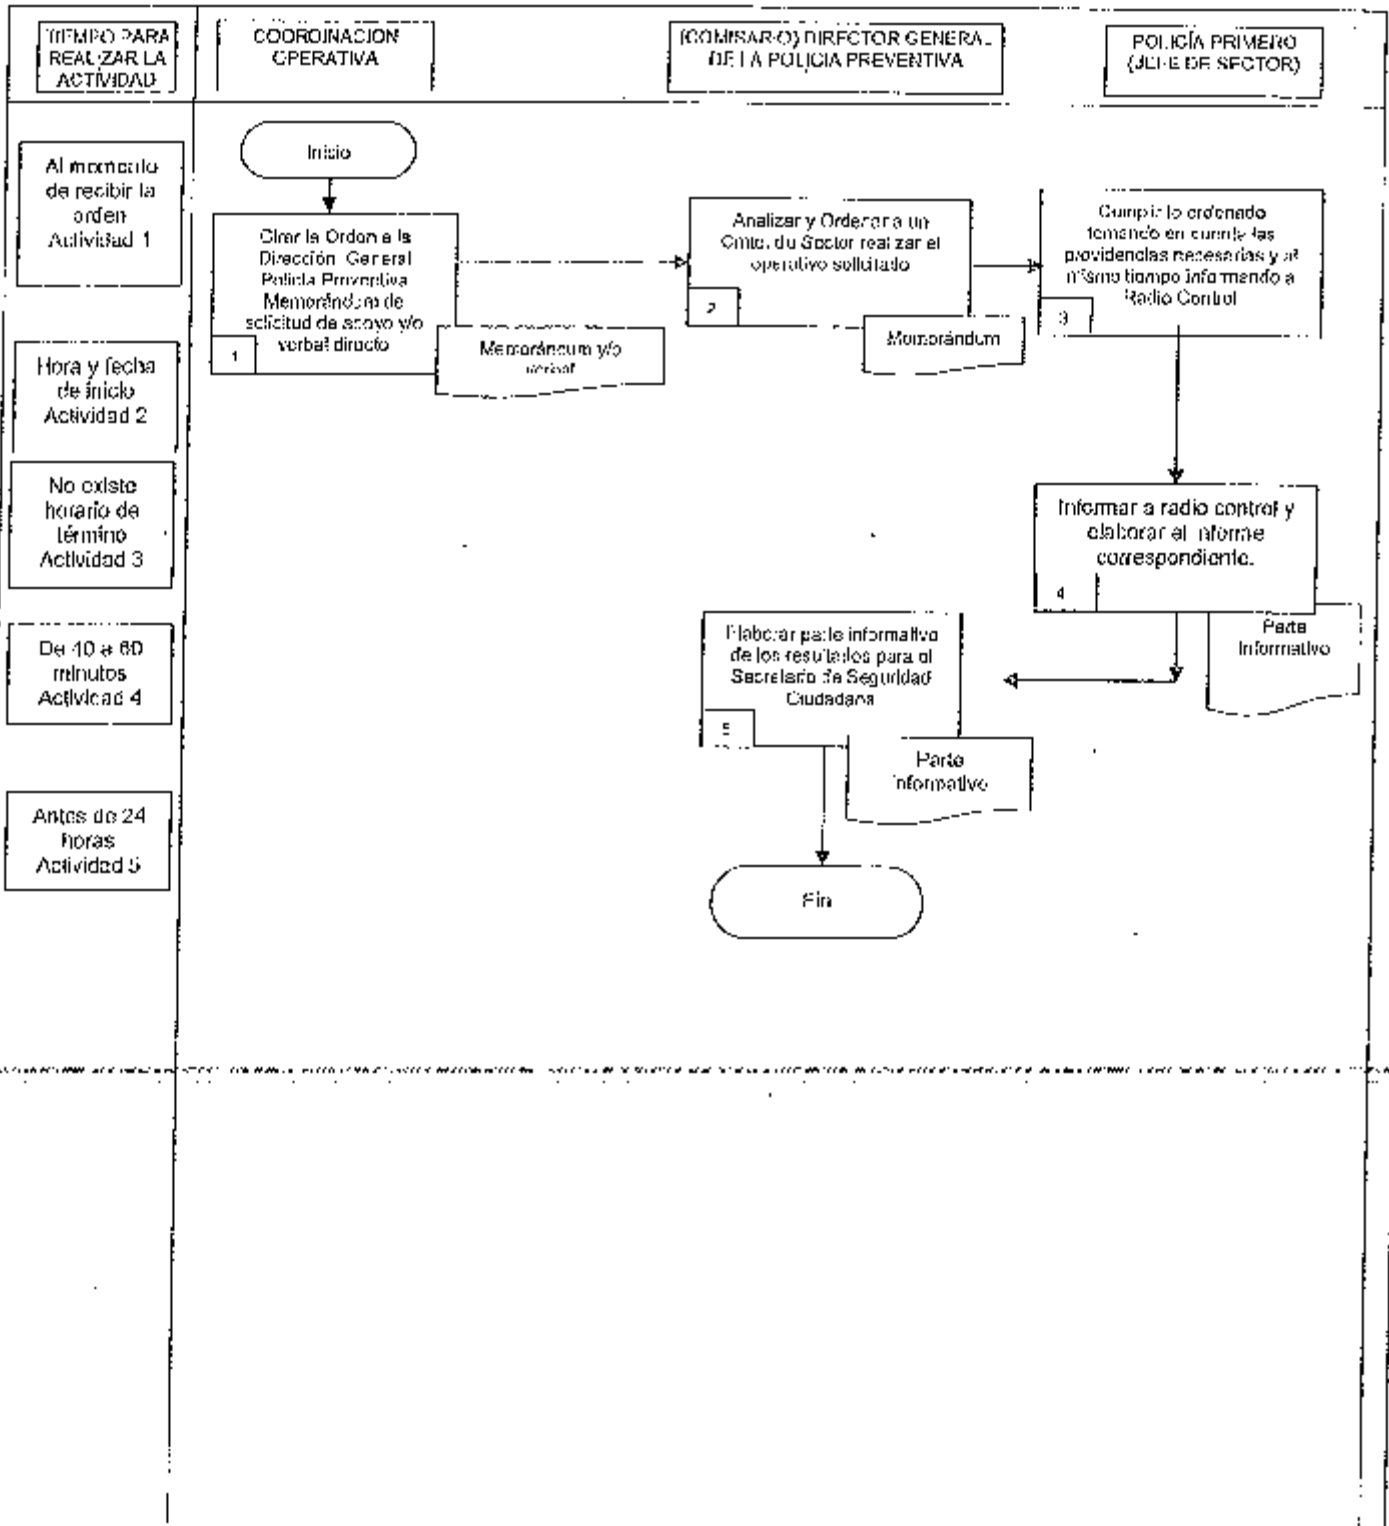 TIEMPO PARA
REALIZAR LA
ACTIVIDAD
COORDINACION
OPERATIVA
(COMISARIO) DIRECTOR GENERAL
DE LA POLICIA PREVENTIVA
POLICÍA PRIMERO
(JEFE DE SECTOR)
Al momento
de recibir la
orden
Actividad 1
Inicio
Girar la Orden a la
Dirección General
Policía Preventiva
Memorándum de
solicitud de apoyo y/o
verbal directo
1
Memorándum y/o
verbal
Analizar y Ordenar a un
Cmte. de Sector realizar el
operativo solicitado
2
Memorándum
Cumplir lo ordenado
tomando en cuenta las
providencias necesarias y al
mismo tiempo informando a
Radio Control
3
Hora y fecha
de inicio
Actividad 2
No existe
horario de
término
Actividad 3
Informar a radio control y
elaborar el informe
correspondiente.
4
Parte
Informativo
De 40 a 60
minutos
Actividad 4
Elaborar parte informativo
de los resultados para el
Secretario de Seguridad
Ciudadana
5
Parte
informativo
Antes de 24
horas
Actividad 5
Fin